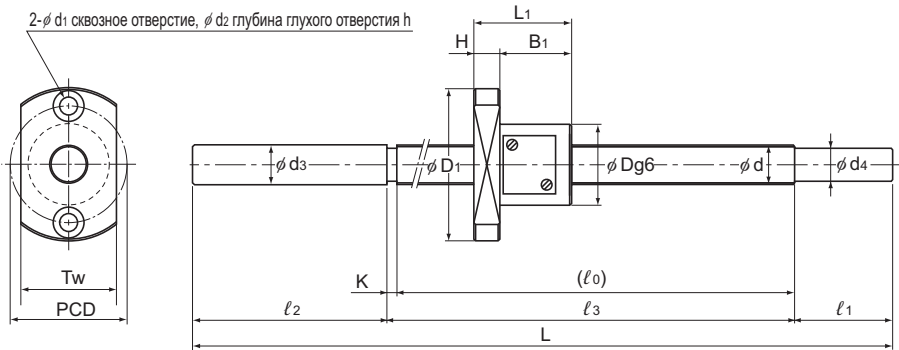 2-φ d1 сквозное отверстие, φ d2 глубина глухого отверстия h
L1
H
B1
φ d3
φ D1
φ Dg6
φ d
φ d4
Tw
PCD
K
(ℓ0)
ℓ2
ℓ3
ℓ1
L